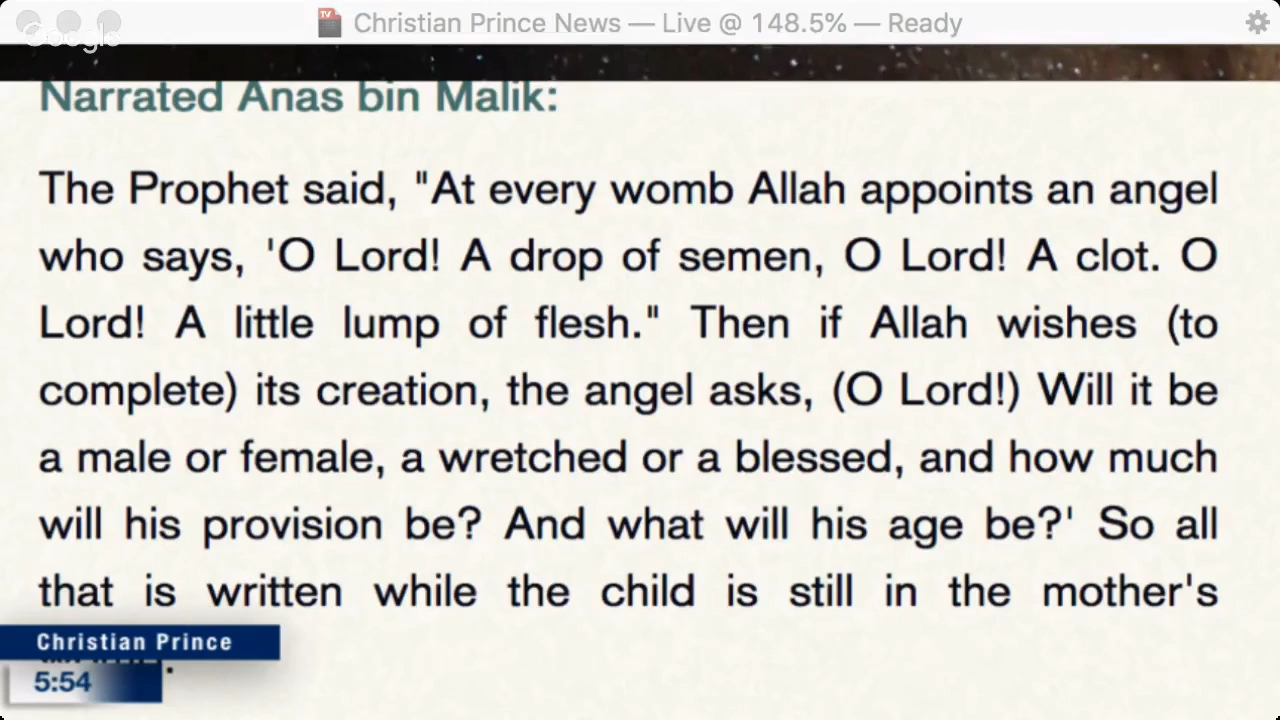 Christian Prince News — Live @ 148.5% — Ready
Google
Narrated Anas bin Malik:
The Prophet said, "At every womb Allah appoints an angel
who says, 'O Lord! A drop of semen, O Lord! A clot. O
Lord! A little lump of flesh." Then if Allah wishes (to
complete) its creation, the angel asks, (O Lord!) Will it be
a male or female, a wretched or a blessed, and how much
will his provision be? And what will his age be?' So all
that is written while the child is still in the mother's
Christian Prince
5:54